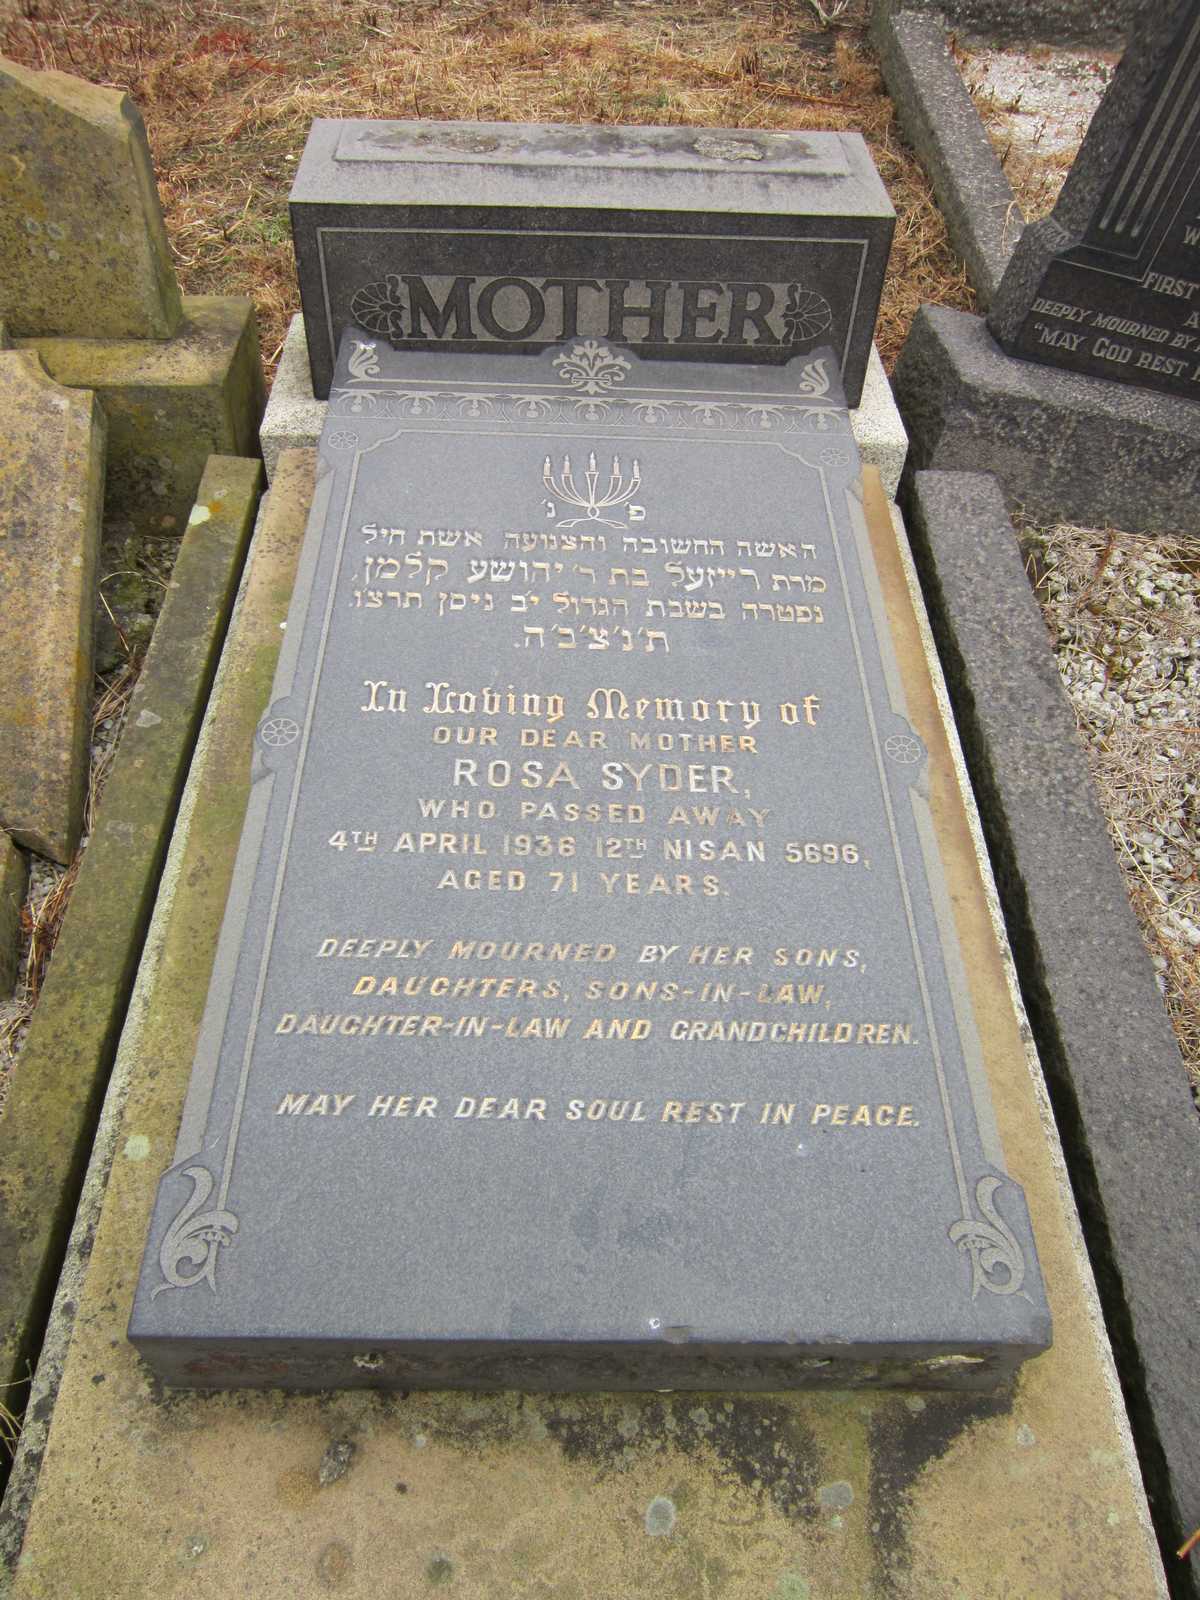 MOTHER
פ' נ'
האשה החשובה והצנועה אשת חיל
מרת רייזעל בת ר' יהושע קלמן,
נפטרה בשבת הגדול י"ב ניסן תרצו.
ת'נ'צ'ב'ה.
In Loving Memory of
OUR DEAR MOTHER
ROSA SYDER,
WHO PASSED AWAY
4TH APRIL 1936 12TH NISAN 5696,
AGED 71 YEARS.
DEEPLY MOURNED BY HER SONS,
DAUGHTERS, SONS-IN-LAW,
DAUGHTER-IN-LAW AND GRANDCHILDREN.
MAY HER DEAR SOUL REST IN PEACE.
FIRST
DEEPLY MOURNED BY
"MAY GOD REST